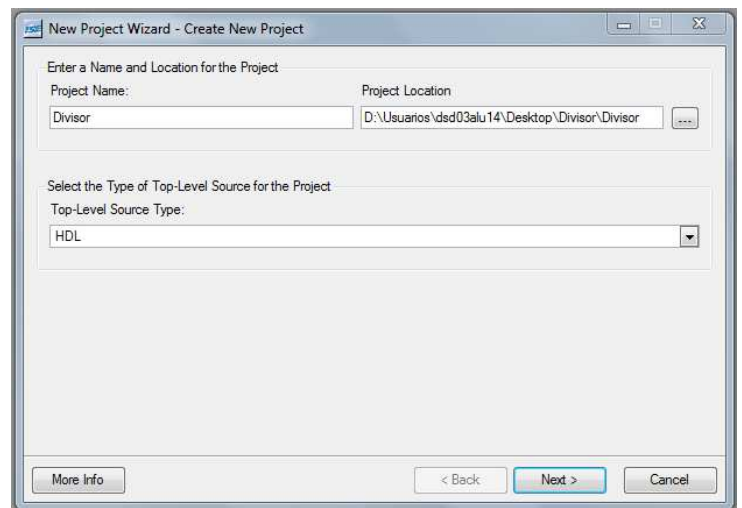 ISE New Project Wizard - Create New Project
Enter a Name and Location for the Project
Project Name: Project Location
Divisor D:\Usuarios\dsd03alu14\Desktop\Divisor\Divisor ...
Select the Type of Top-Level Source for the Project
Top-Level Source Type:
HDL
More Info < Back Next > Cancel